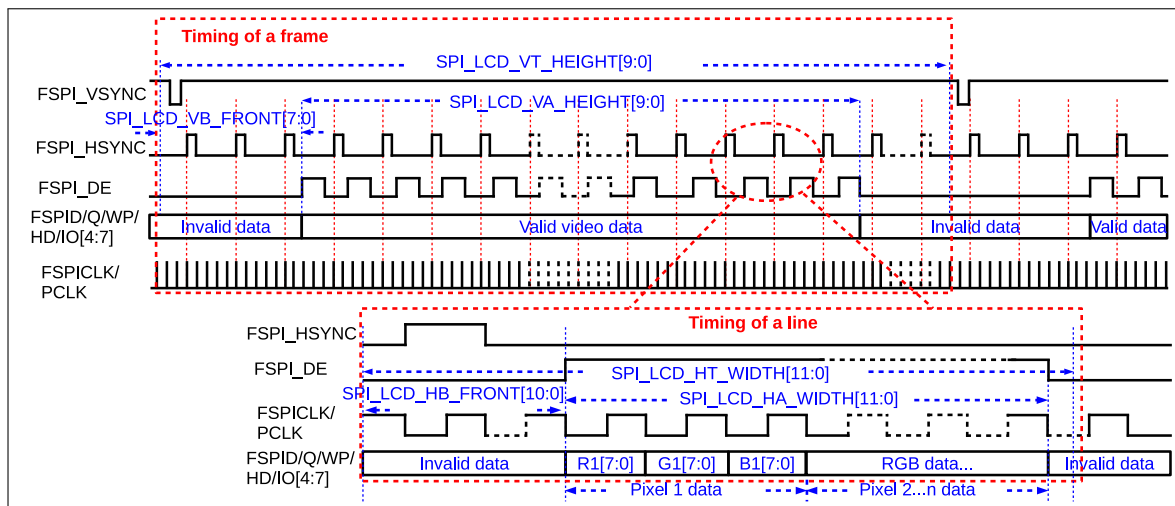 Timing of a frame
SPI_LCD_VT_HEIGHT[9:0]
FSPI_VSYNC
SPI_LCD_VA_HEIGHT[9:0]
SPI_LCD_VB_FRONT[7:0]
FSPI_HSYNC
FSPI_DE
FSPID/Q/WP/
HD/IO[4:7]
Invalid data
Valid video data
Invalid data
Valid data
FSPICLK/
PCLK
Timing of a line
FSPI_HSYNC
FSPI_DE
SPI_LCD_HT_WIDTH[11:0]
SPI_LCD_HB_FRONT[10:0]
SPI_LCD_HA_WIDTH[11:0]
FSPICLK/
PCLK
FSPID/Q/WP/
HD/IO[4:7]
Invalid data
R1[7:0]
G1[7:0]
B1[7:0]
RGB data...
Invalid data
Pixel 1 data
Pixel 2...n data